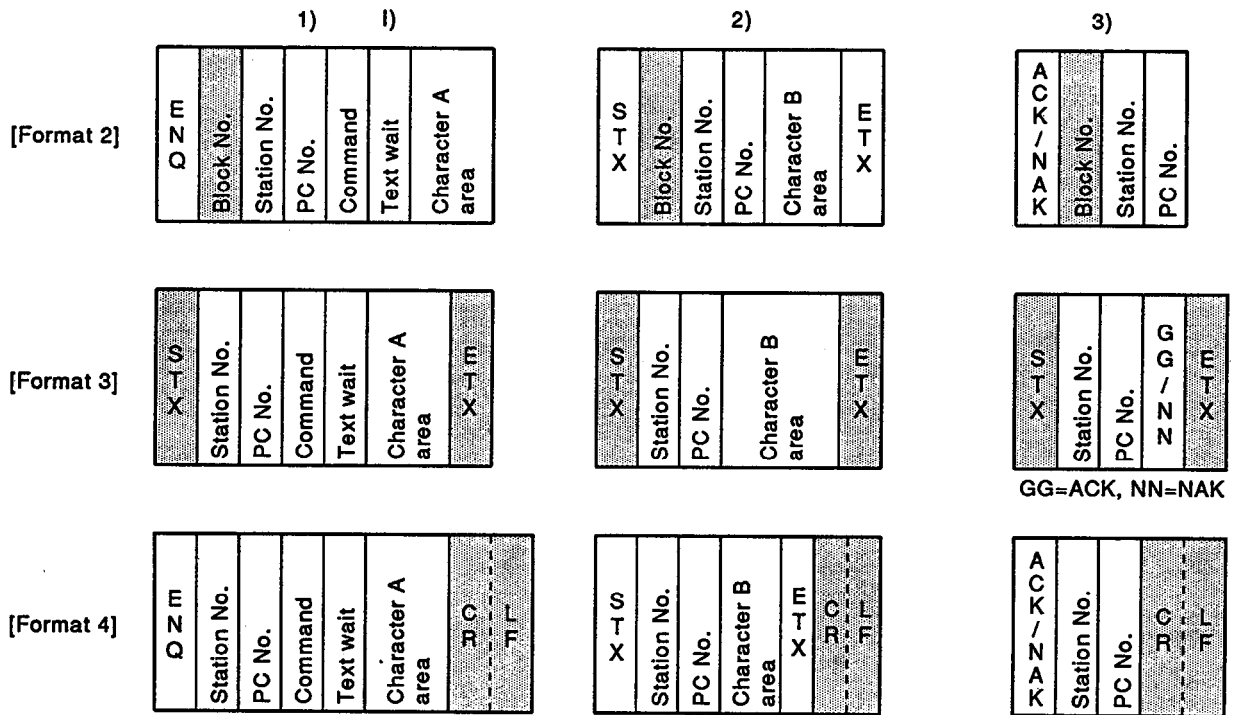 1) I) 2) 3)
[Format 2]
ENQ
Block No.
Station No.
PC No.
Command
Text wait
Character A
area
STX
Block No.
Station No.
PC No.
Character B
area
ETX
ACK/NAK
Block No.
Station No.
PC No.
[Format 3]
STX
Station No.
PC No.
Command
Text wait
Character A
area
ETX
STX
Station No.
PC No.
Character B
area
ETX
STX
Station No.
PC No.
GG/NN
ETX
GG=ACK, NN=NAK
[Format 4]
ENQ
Station No.
PC No.
Command
Text wait
Character A
area
CR
LF
STX
Station No.
PC No.
Character B
area
ETX
CR
LF
ACK/NAK
Station No.
PC No.
CR
LF